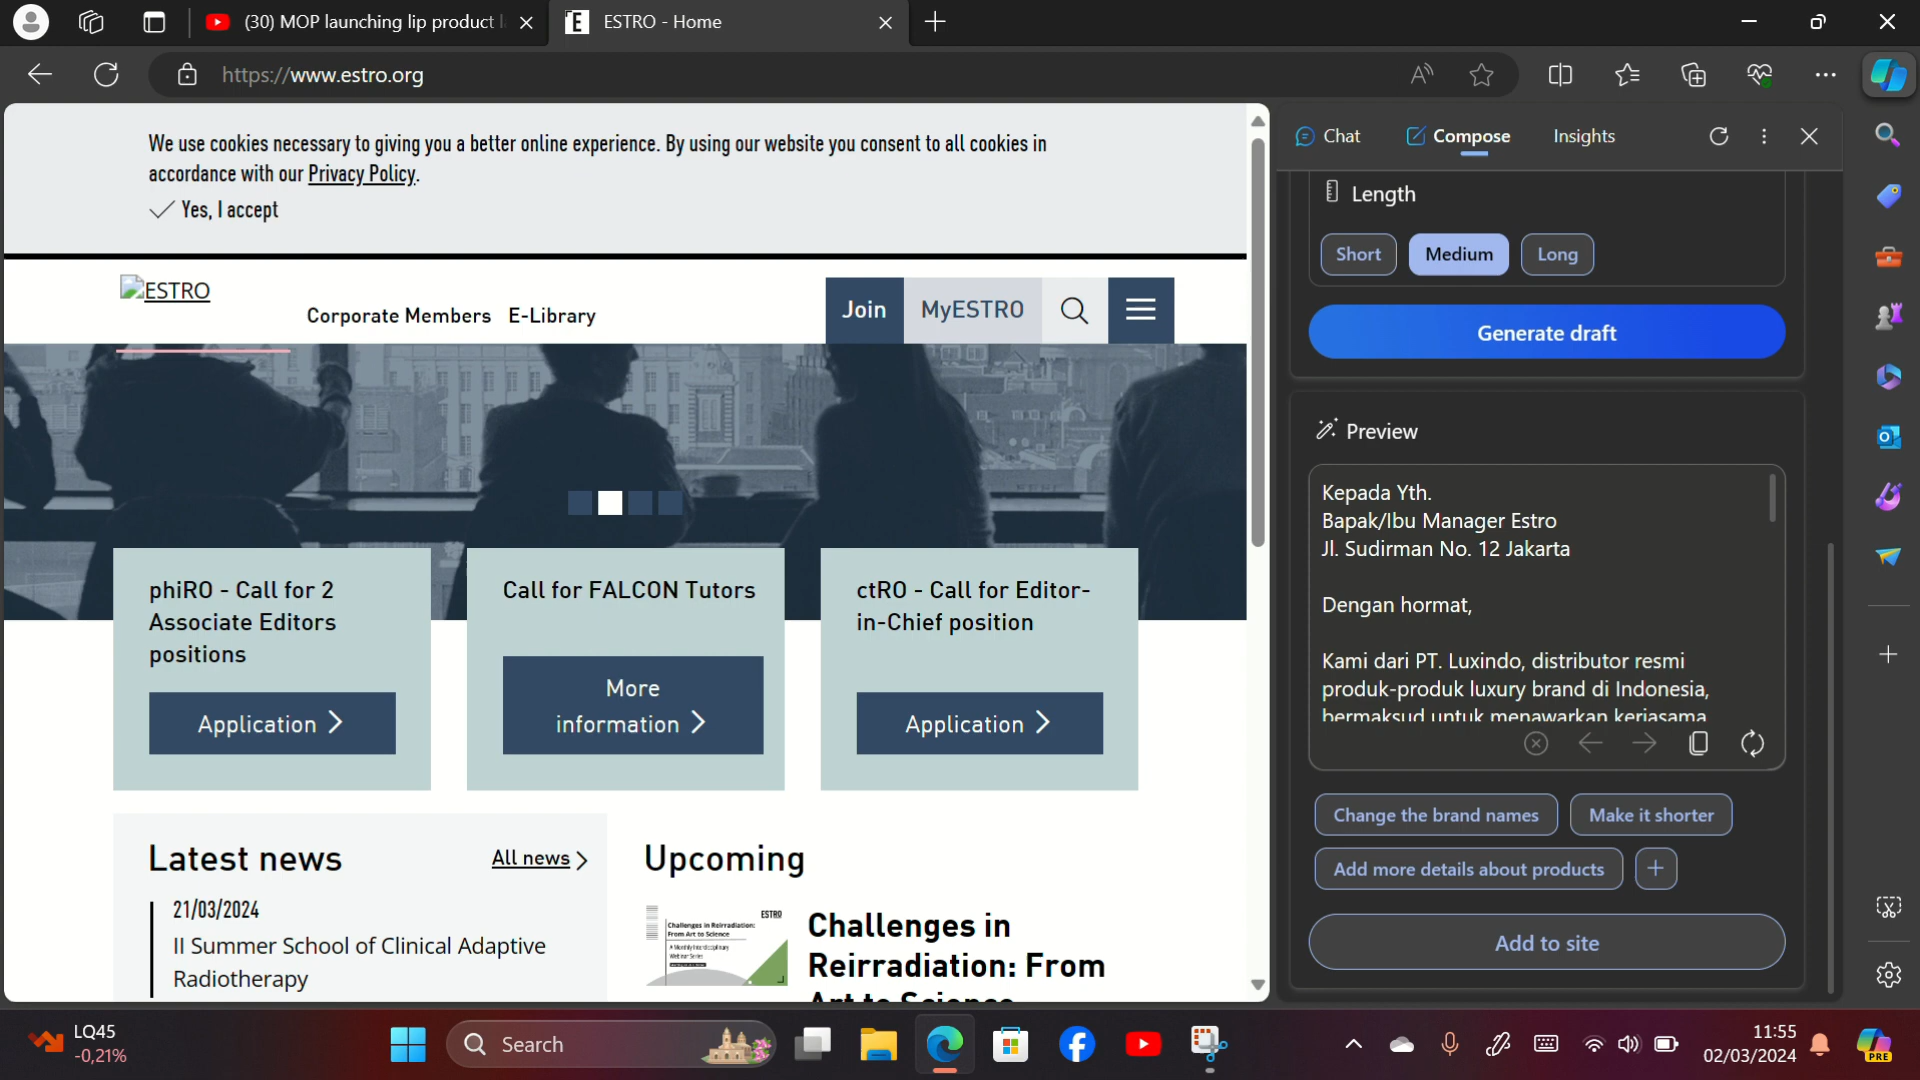 (30) MOP launching lip product l
ESTRO - Home
https://www.estro.org
We use cookies necessary to giving you a better online experience. By using our website you consent to all cookies in
accordance with our Privacy Policy.
Yes, I accept
ESTRO
Corporate Members E-Library
Join
MyESTRO
phiRO - Call for 2
Associate Editors
positions
Application
Call for FALCON Tutors
More
information
ctRO - Call for Editor-
in-Chief position
Application
Latest news
All news
21/03/2024
II Summer School of Clinical Adaptive
Radiotherapy
Upcoming
ESTRO
Challenges in Reirradiation:
From Art to Science
Challenges in
Reirradiation: From
Art to Science
Chat
Compose
Insights
Length
Short
Medium
Long
Generate draft
Preview
Kepada Yth.
Bapak/Ibu Manager Estro
Jl. Sudirman No. 12 Jakarta
Dengan hormat,
Kami dari PT. Luxindo, distributor resmi
produk-produk luxury brand di Indonesia,
bermaksud untuk menawarkan kerjasama
Change the brand names
Make it shorter
Add more details about products
Add to site
LQ45
-0,21%
Search
11:55
02/03/2024
PRE